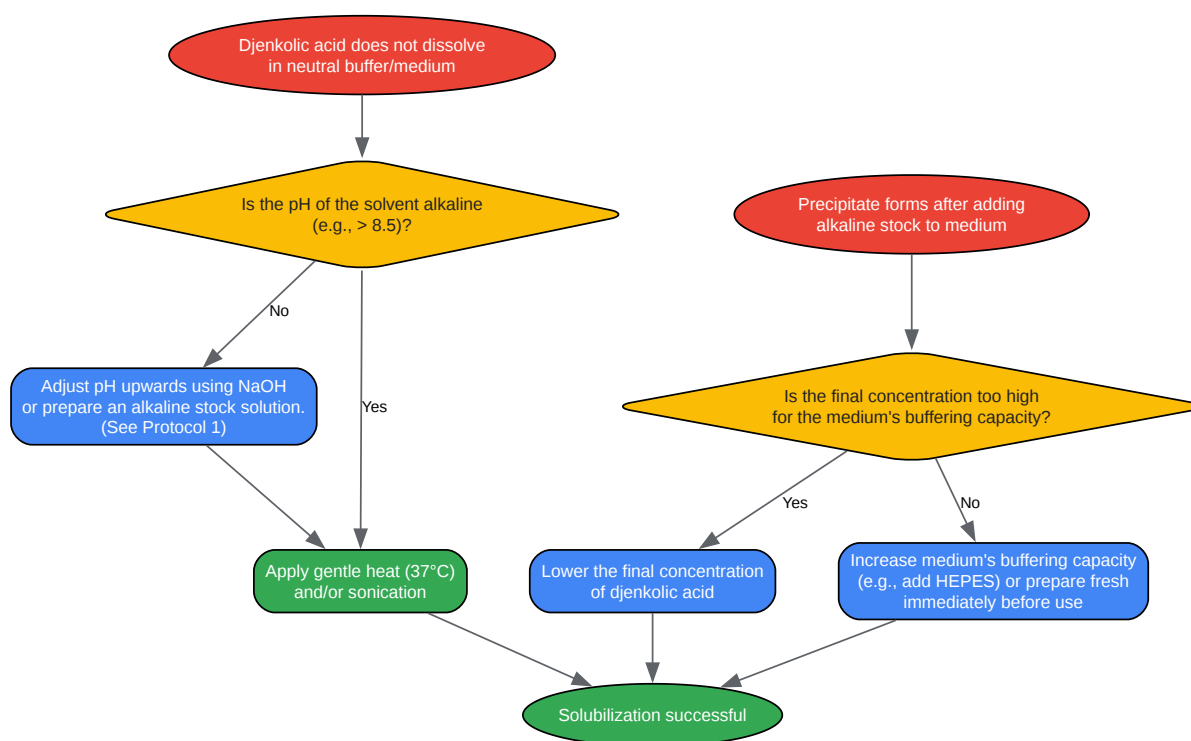 Djenkolic acid does not dissolve
in neutral buffer/medium
Is the pH of the solvent alkaline
(e.g., > 8.5)?
Precipitate forms after adding
alkaline stock to medium
No
Adjust pH upwards using NaOH
or prepare an alkaline stock solution.
(See Protocol 1)
Yes
Is the final concentration too high
for the medium's buffering capacity?
Yes
No
Apply gentle heat (37°C)
and/or sonication
Lower the final concentration
of djenkolic acid
Increase medium's buffering capacity
(e.g., add HEPES) or prepare fresh
immediately before use
Solubilization successful